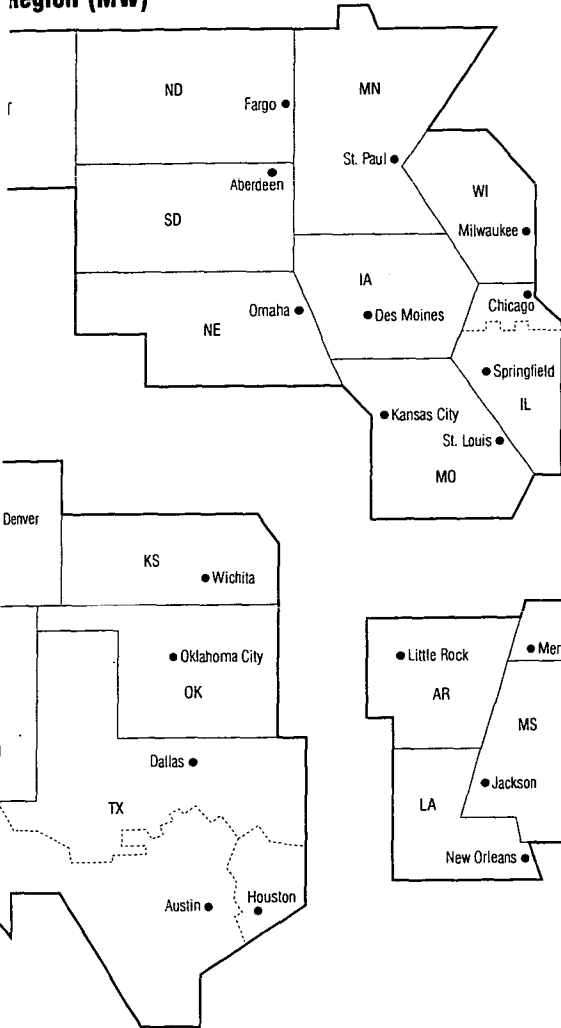 Region (MW)
ND
MN
Fargo
St. Paul
Aberdeen
WI
SD
Milwaukee
IA
Chicago
Omaha
Des Moines
NE
Springfield
Kansas City
IL
St. Louis
MO
Denver
KS
Wichita
Oklahoma City
Little Rock
Mer
OK
AR
MS
Dallas
Jackson
TX
LA
New Orleans
Austin
Houston